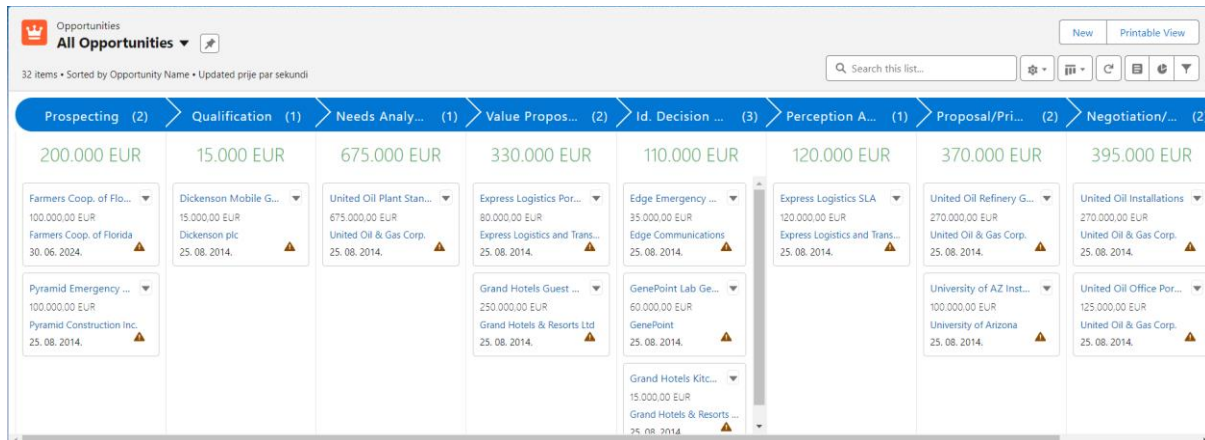 Opportunities
All Opportunities
New
Printable View
32 items • Sorted by Opportunity Name • Updated prije par sekundi
Search this list...
Prospecting (2)
Qualification (1)
Needs Analy... (1)
Value Propos... (2)
Id. Decision ... (3)
Perception A... (1)
Proposal/Pri... (2)
Negotiation/... (2
200.000 EUR
15.000 EUR
675.000 EUR
330.000 EUR
110.000 EUR
120.000 EUR
370.000 EUR
395.000 EUR
Farmers Coop. of Flo...
100.000,00 EUR
Farmers Coop. of Florida
30. 06. 2024.
Pyramid Emergency ...
100.000,00 EUR
Pyramid Construction Inc.
25. 08. 2014.
Dickenson Mobile G...
15.000,00 EUR
Dickenson plc
25. 08. 2014.
United Oil Plant Stan...
675.000,00 EUR
United Oil & Gas Corp.
25. 08. 2014.
Express Logistics Por...
80.000,00 EUR
Express Logistics and Trans...
25. 08. 2014.
Grand Hotels Guest ...
250.000,00 EUR
Grand Hotels & Resorts Ltd
25. 08. 2014.
Edge Emergency ...
35.000,00 EUR
Edge Communications
25. 08. 2014.
GenePoint Lab Ge...
60.000,00 EUR
GenePoint
25. 08. 2014.
Grand Hotels Kitc...
15.000,00 EUR
Grand Hotels & Resorts ...
25. 08. 2014.
Express Logistics SLA
120.000,00 EUR
Express Logistics and Trans...
25. 08. 2014.
United Oil Refinery G...
270.000,00 EUR
United Oil & Gas Corp.
25. 08. 2014.
University of AZ Inst...
100.000,00 EUR
University of Arizona
25. 08. 2014.
United Oil Installations
270.000,00 EUR
United Oil & Gas Corp.
25. 08. 2014.
United Oil Office Por...
125.000,00 EUR
United Oil & Gas Corp.
25. 08. 2014.